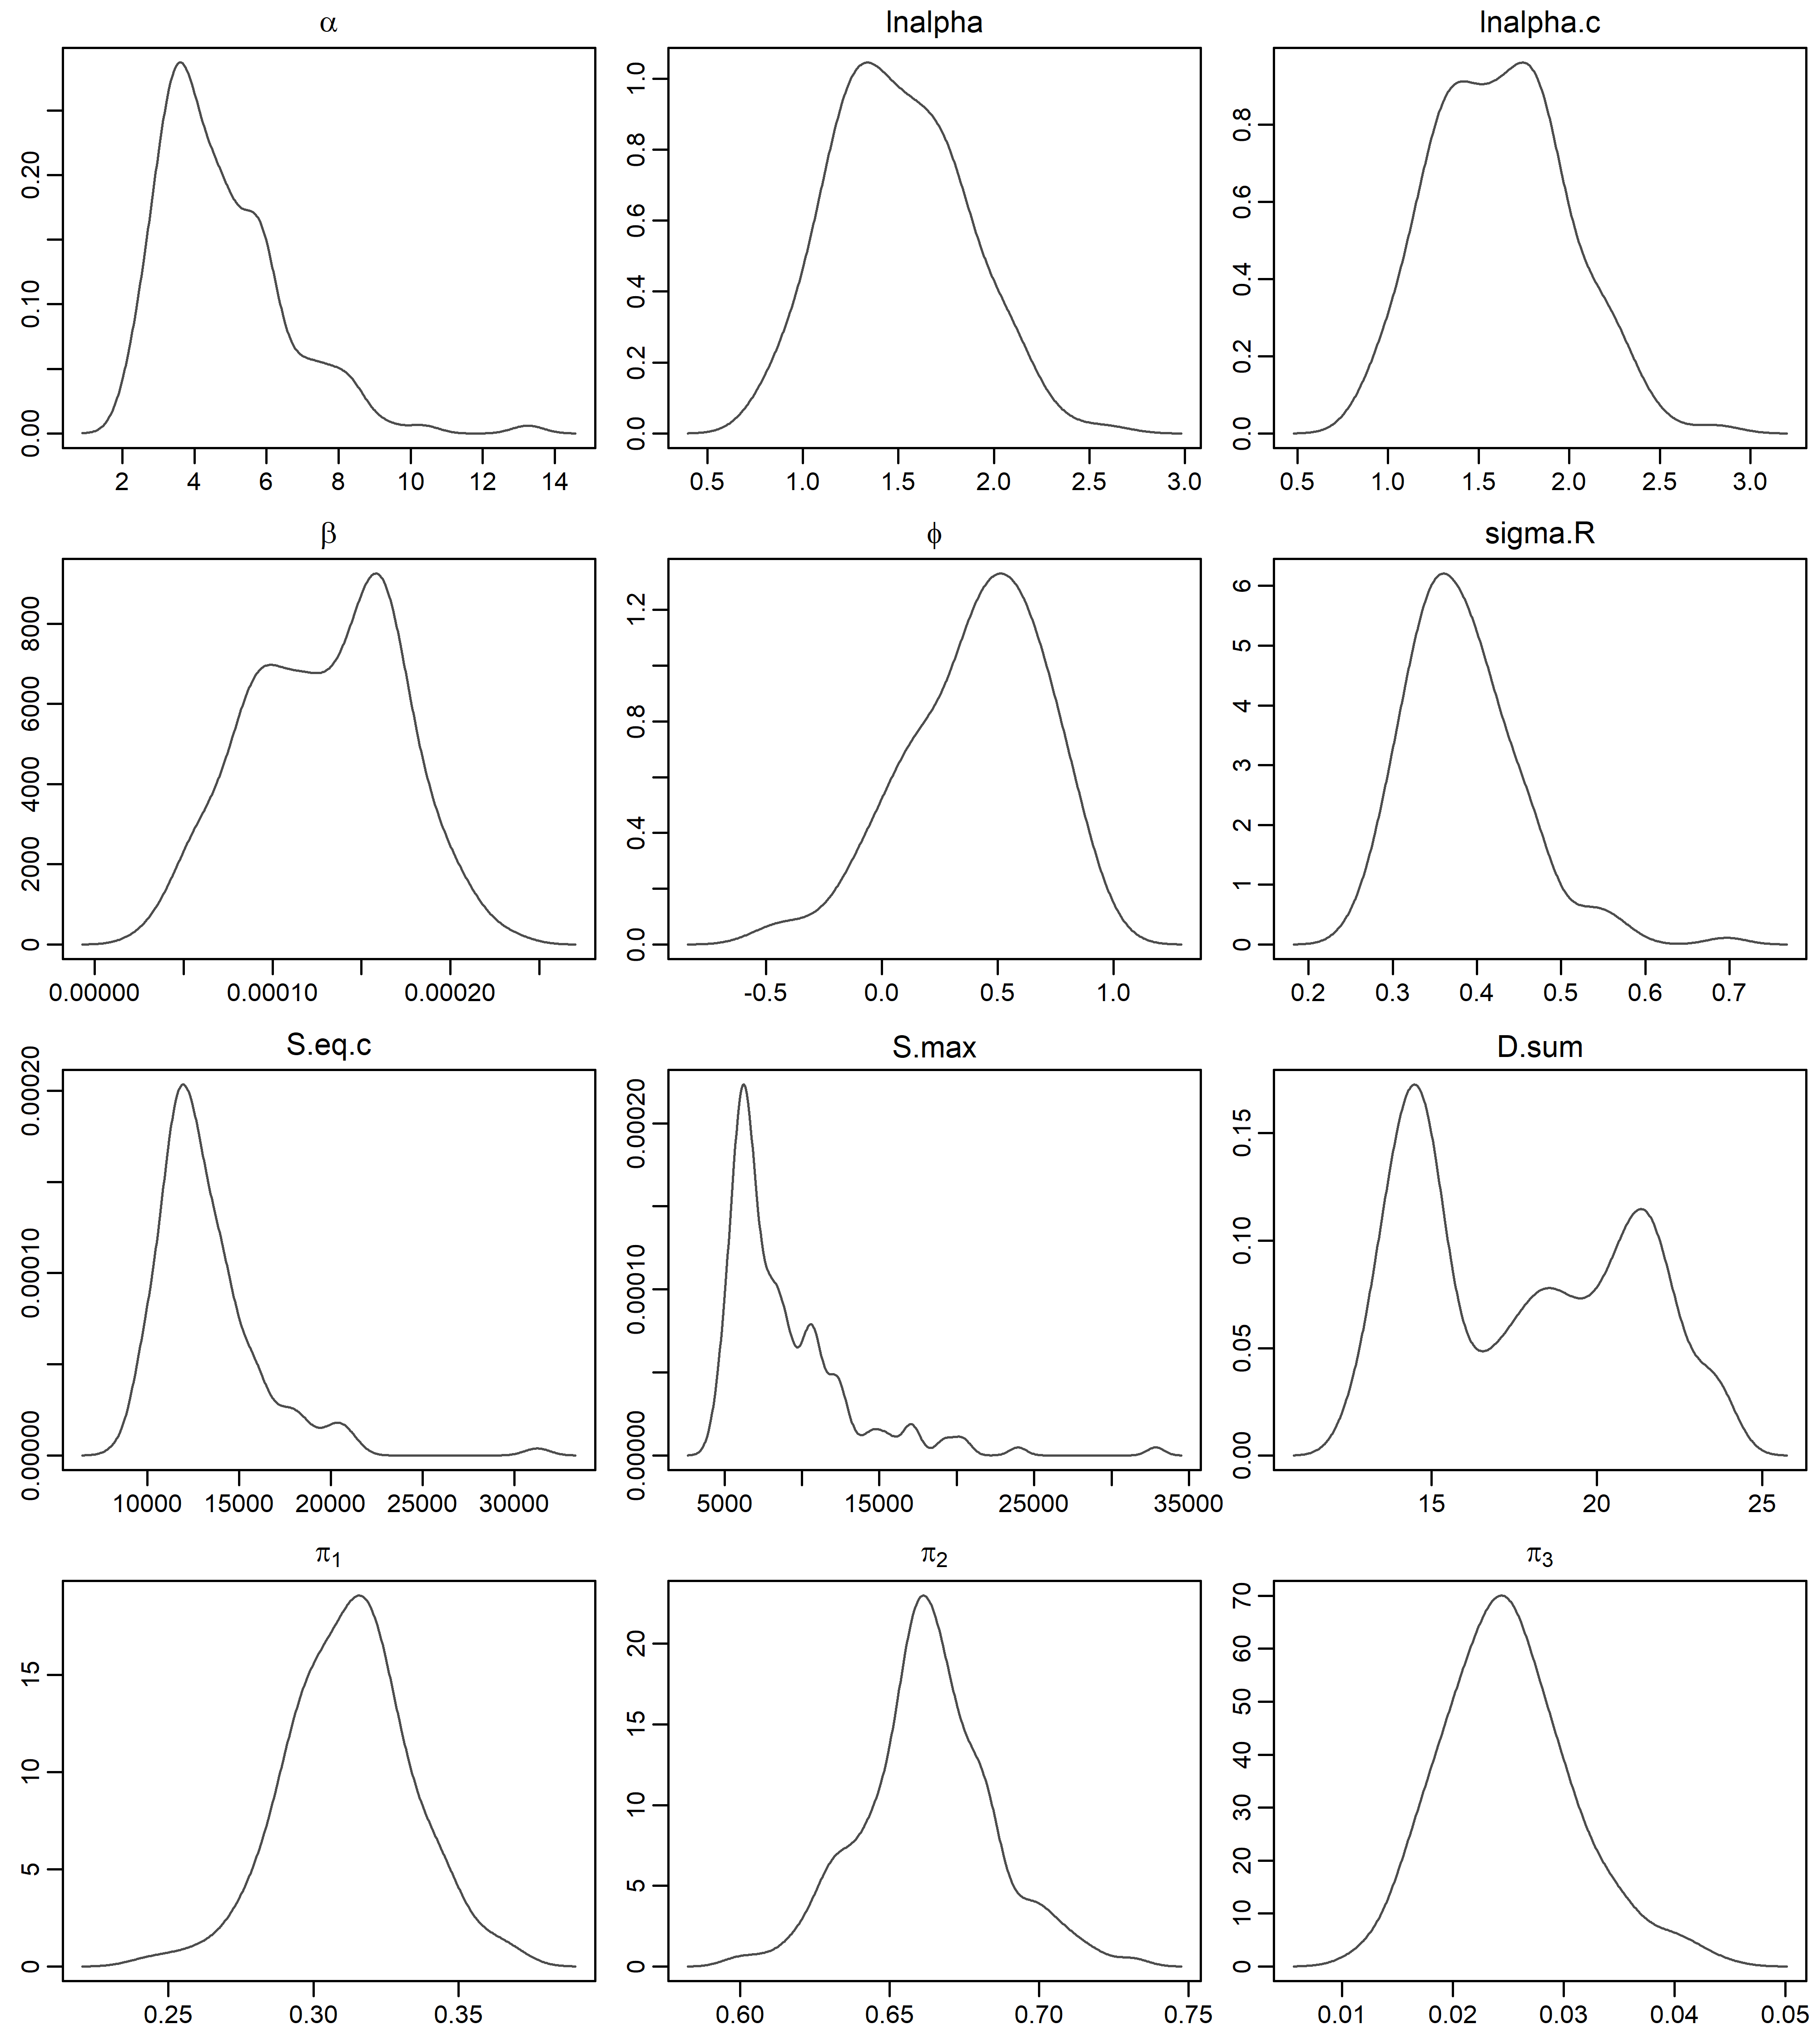 α lnalpha lnalpha.c
0.00 0.10 0.20
2 4 6 8 10 12 14
0.0 0.2 0.4 0.6 0.8 1.0
0.5 1.0 1.5 2.0 2.5 3.0
0.0 0.2 0.4 0.6 0.8
0.5 1.0 1.5 2.0 2.5 3.0
β ϕ sigma.R
0 2000 4000 6000 8000
0.00000 0.00010 0.00020
0.0 0.4 0.8 1.2
-0.5 0.0 0.5 1.0
0 1 2 3 4 5 6
0.2 0.3 0.4 0.5 0.6 0.7
S.eq.c S.max D.sum
0.00000 0.00010 0.00020
10000 15000 20000 25000 30000
0.00000 0.00010 0.00020
5000 15000 25000 35000
0.00 0.05 0.10 0.15
15 20 25
π1 π2 π3
0 5 10 15
0.25 0.30 0.35
0 5 10 15 20
0.60 0.65 0.70 0.75
0 10 20 30 40 50 60 70
0.01 0.02 0.03 0.04 0.05